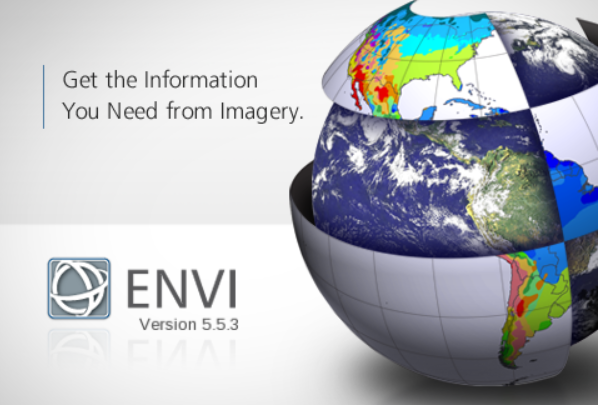 Get the Information
You Need from Imagery.
ENVI
Version 5.5.3